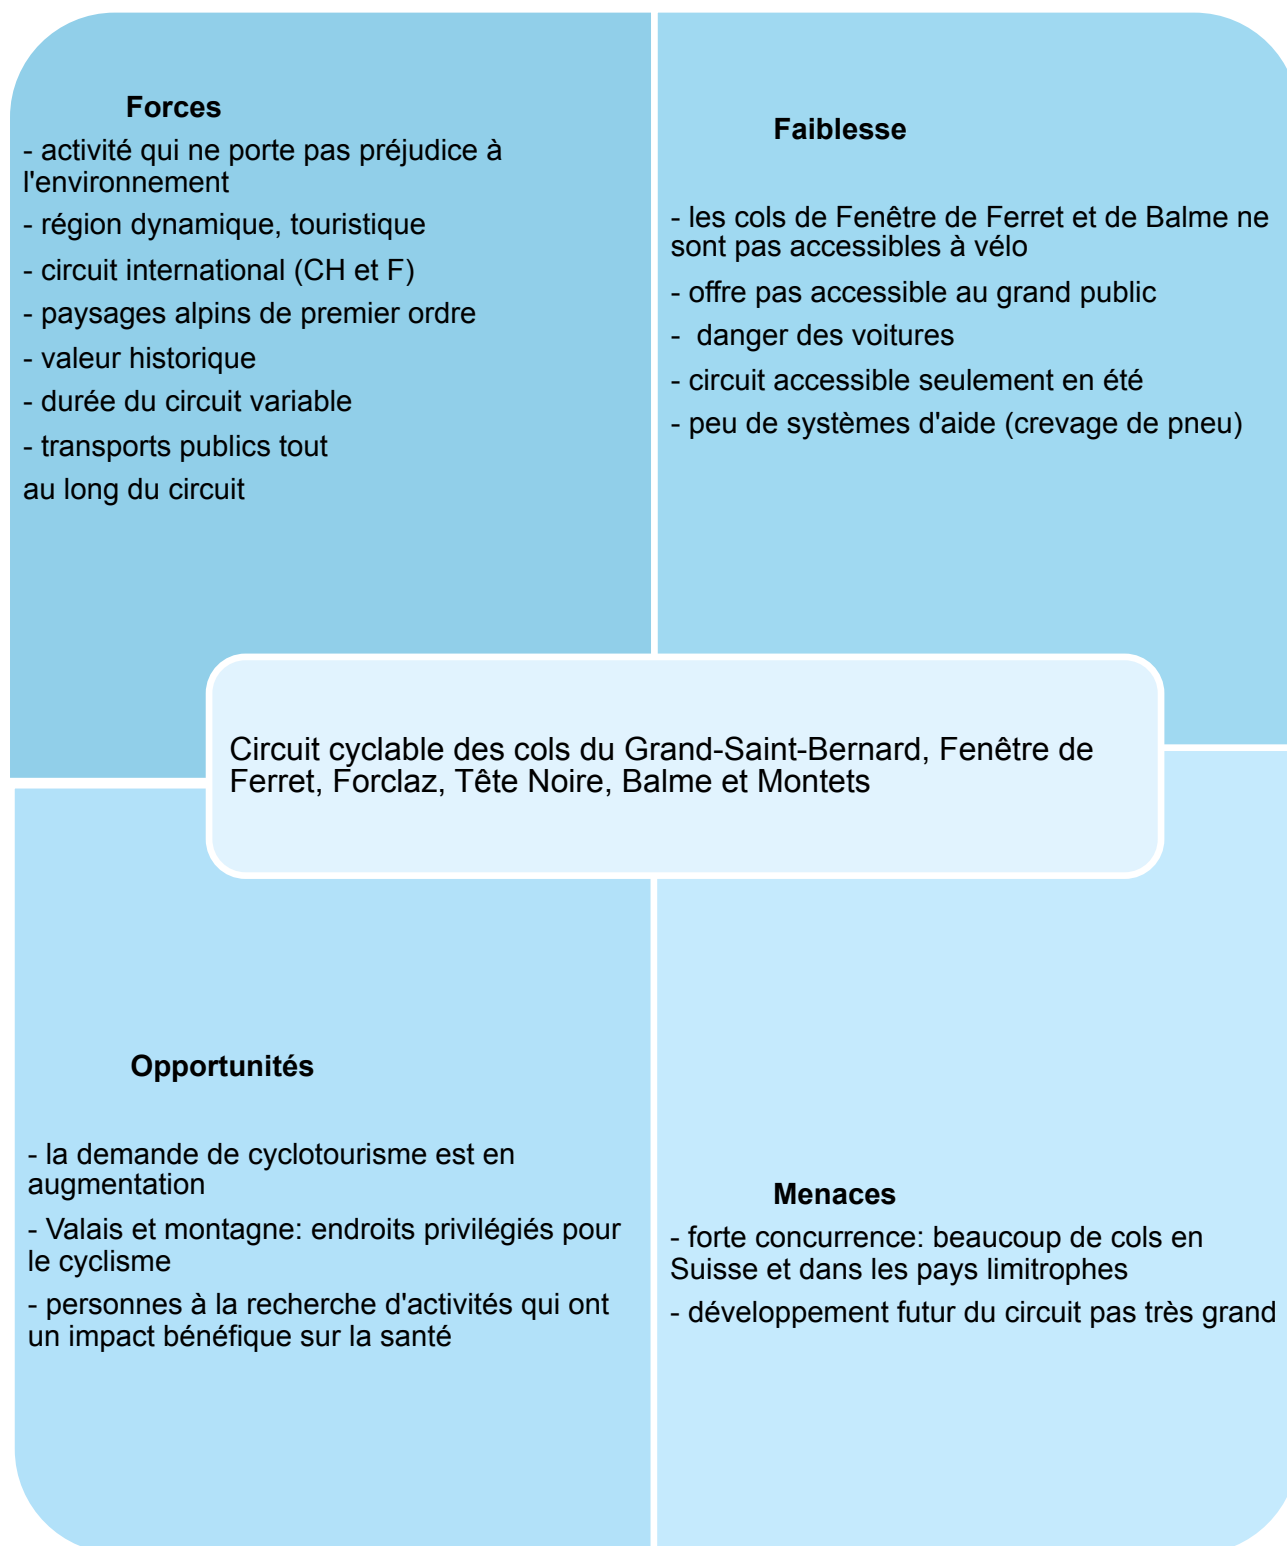 Forces
- activité qui ne porte pas préjudice à
l'environnement
- région dynamique, touristique
- circuit international (CH et F)
- paysages alpins de premier ordre
- valeur historique
- durée du circuit variable
- transports publics tout
au long du circuit
Faiblesse
- les cols de Fenêtre de Ferret et de Balme ne
sont pas accessibles à vélo
- offre pas accessible au grand public
- danger des voitures
- circuit accessible seulement en été
- peu de systèmes d'aide (crevage de pneu)
Circuit cyclable des cols du Grand-Saint-Bernard, Fenêtre de
Ferret, Forclaz, Tête Noire, Balme et Montets
Opportunités
- la demande de cyclotourisme est en
augmentation
- Valais et montagne: endroits privilégiés pour
le cyclisme
- personnes à la recherche d'activités qui ont
un impact bénéfique sur la santé
Menaces
- forte concurrence: beaucoup de cols en
Suisse et dans les pays limitrophes
- développement futur du circuit pas très grand